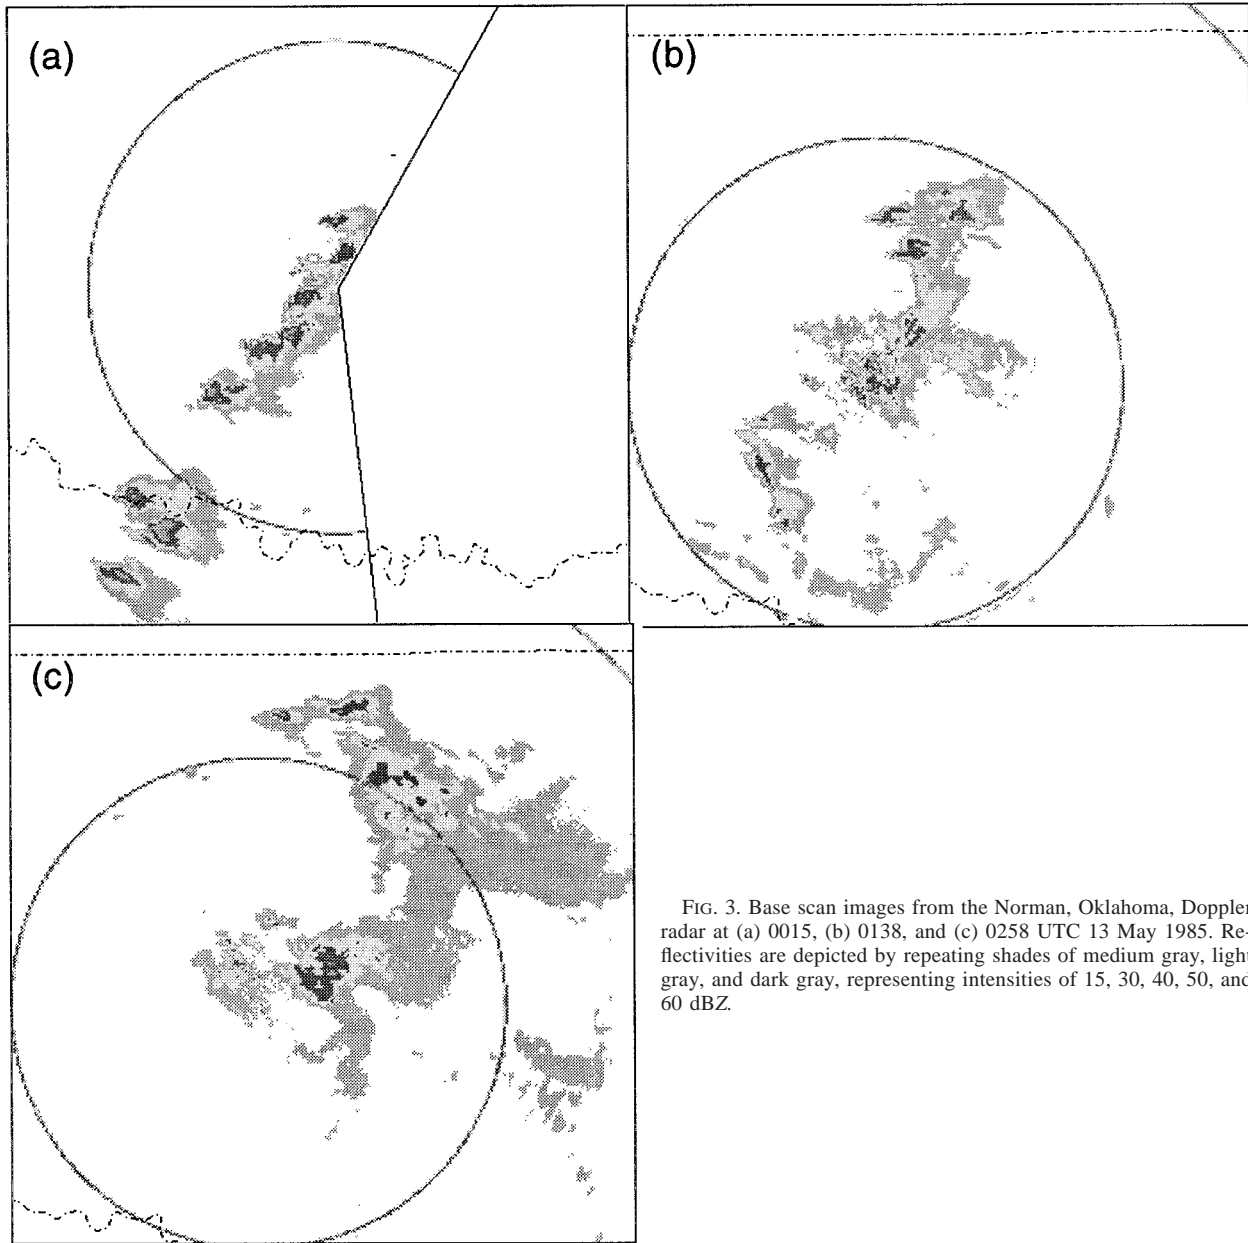 (a)
(b)
(c)
FIG. 3. Base scan images from the Norman, Oklahoma, Doppler
radar at (a) 0015, (b) 0138, and (c) 0258 UTC 13 May 1985. Re-
flectivities are depicted by repeating shades of medium gray, light
gray, and dark gray, representing intensities of 15, 30, 40, 50, and
60 dBZ.